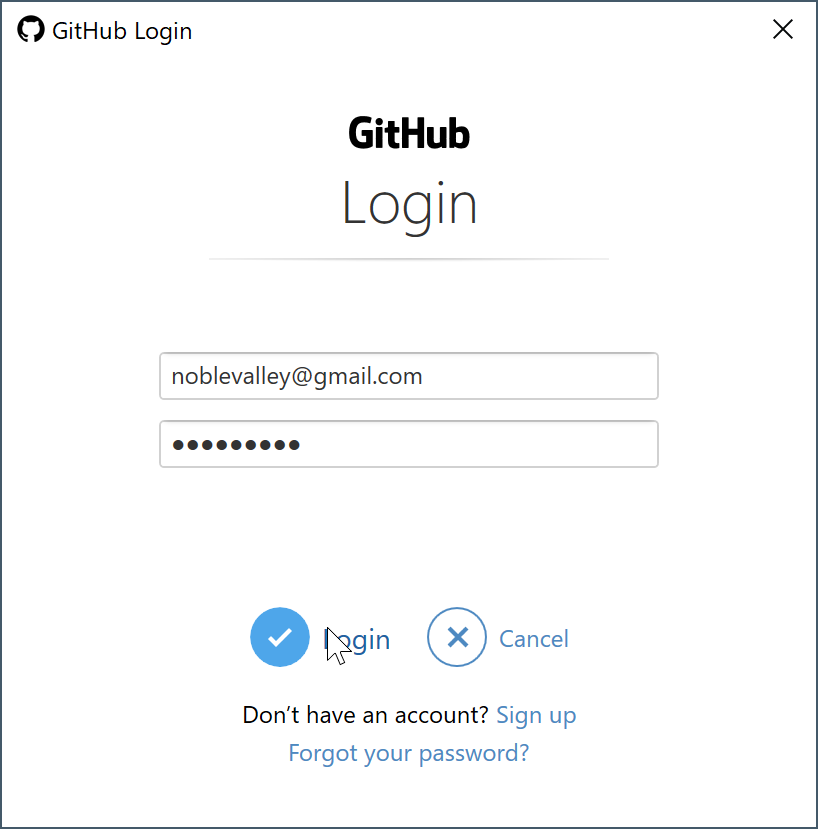 GitHub Login
GitHub
Login
noblevalley@gmail.com
●●●●●●●●●
Login Cancel
Don’t have an account? Sign up
Forgot your password?